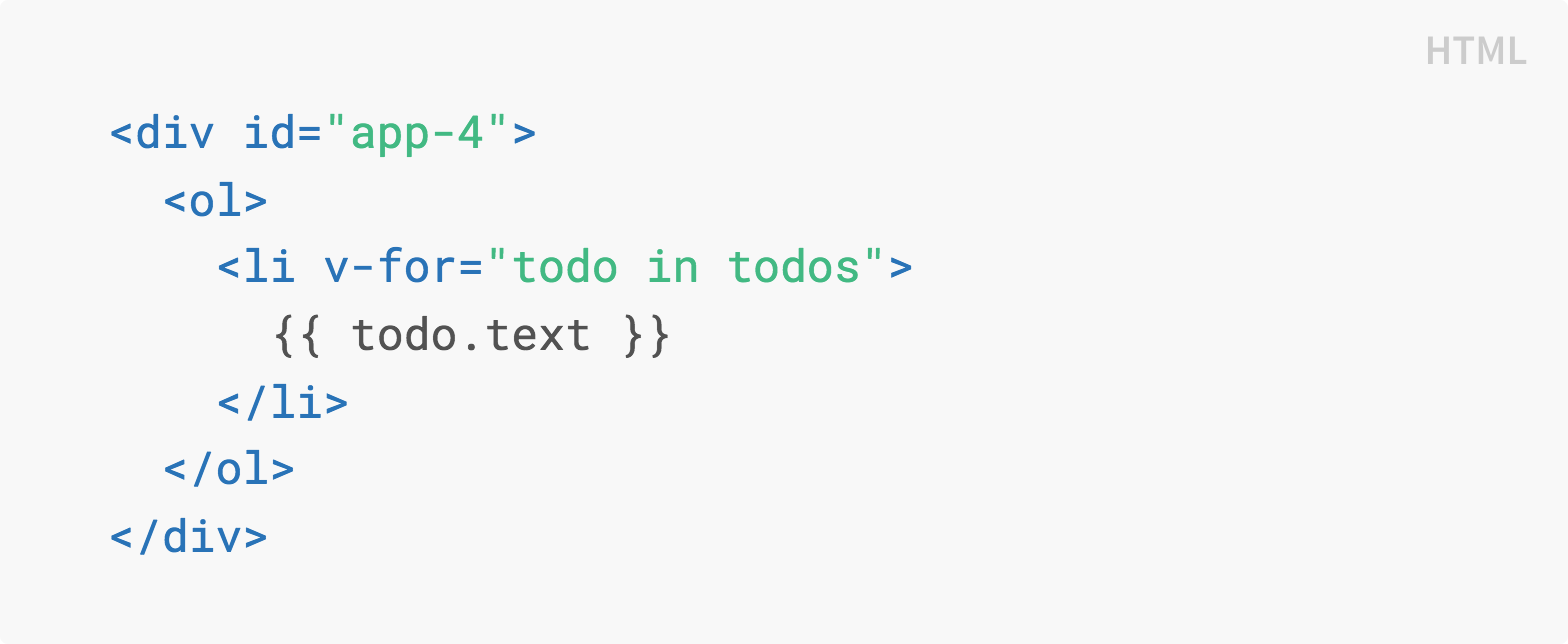 HTML
<div id="app-4">
  <ol>
    <li v-for="todo in todos">
      {{ todo.text }}
    </li>
  </ol>
</div>